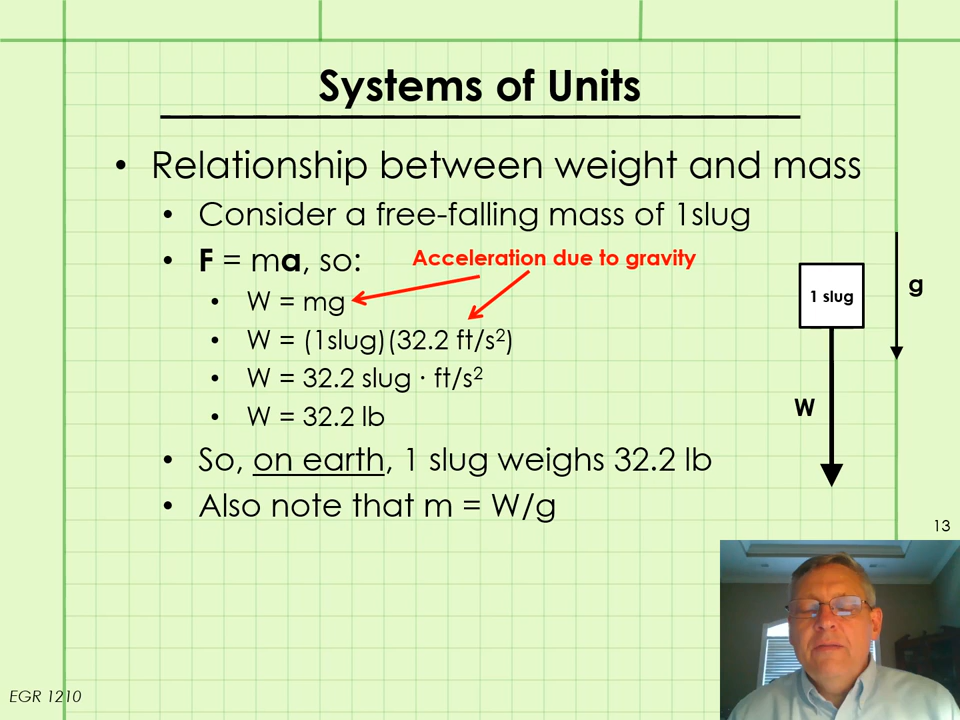 Systems of Units
• Relationship between weight and mass
• Consider a free-falling mass of 1slug
• F = ma, so:
Acceleration due to gravity
• W = mg
• W = (1slug)(32.2 ft/s²)
• W = 32.2 slug · ft/s²
• W = 32.2 lb
• So, on earth, 1 slug weighs 32.2 lb
• Also note that m = W/g
1 slug
g
W
13
EGR 1210